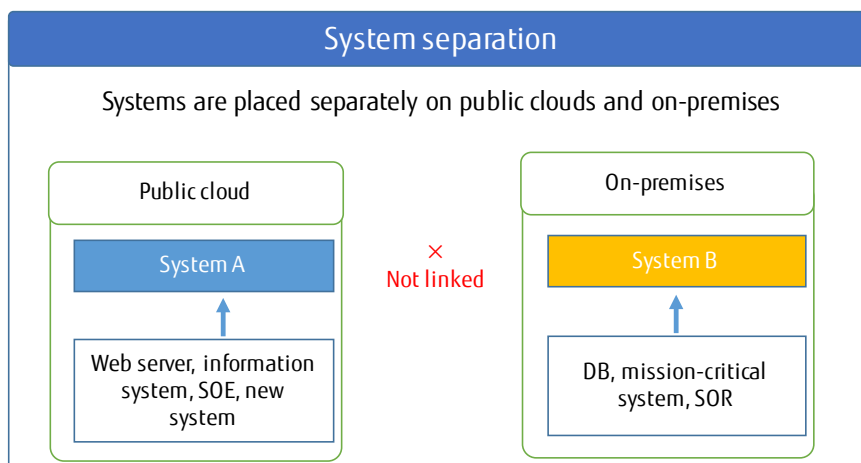 System separation
Systems are placed separately on public clouds and on-premises
Public cloud
System A
Web server, information
system, SOE, new
system
×
Not linked
On-premises
System B
DB, mission-critical
system, SOR